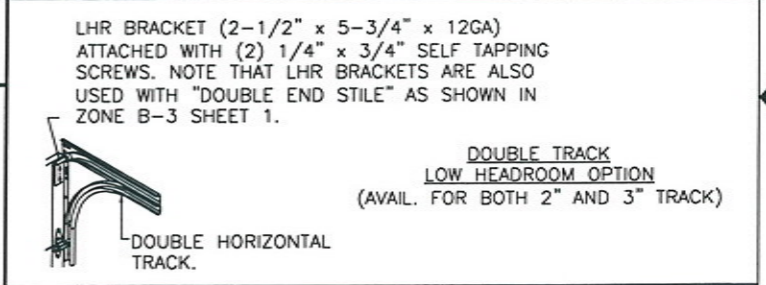 LHR BRACKET (2-1/2" x 5-3/4" x 12GA)
ATTACHED WITH (2) 1/4" x 3/4" SELF TAPPING
SCREWS. NOTE THAT LHR BRACKETS ARE ALSO
USED WITH "DOUBLE END STILE" AS SHOWN IN
ZONE B-3 SHEET 1.
DOUBLE TRACK
LOW HEADROOM OPTION
(AVAIL. FOR BOTH 2" AND 3" TRACK)
DOUBLE HORIZONTAL
TRACK.